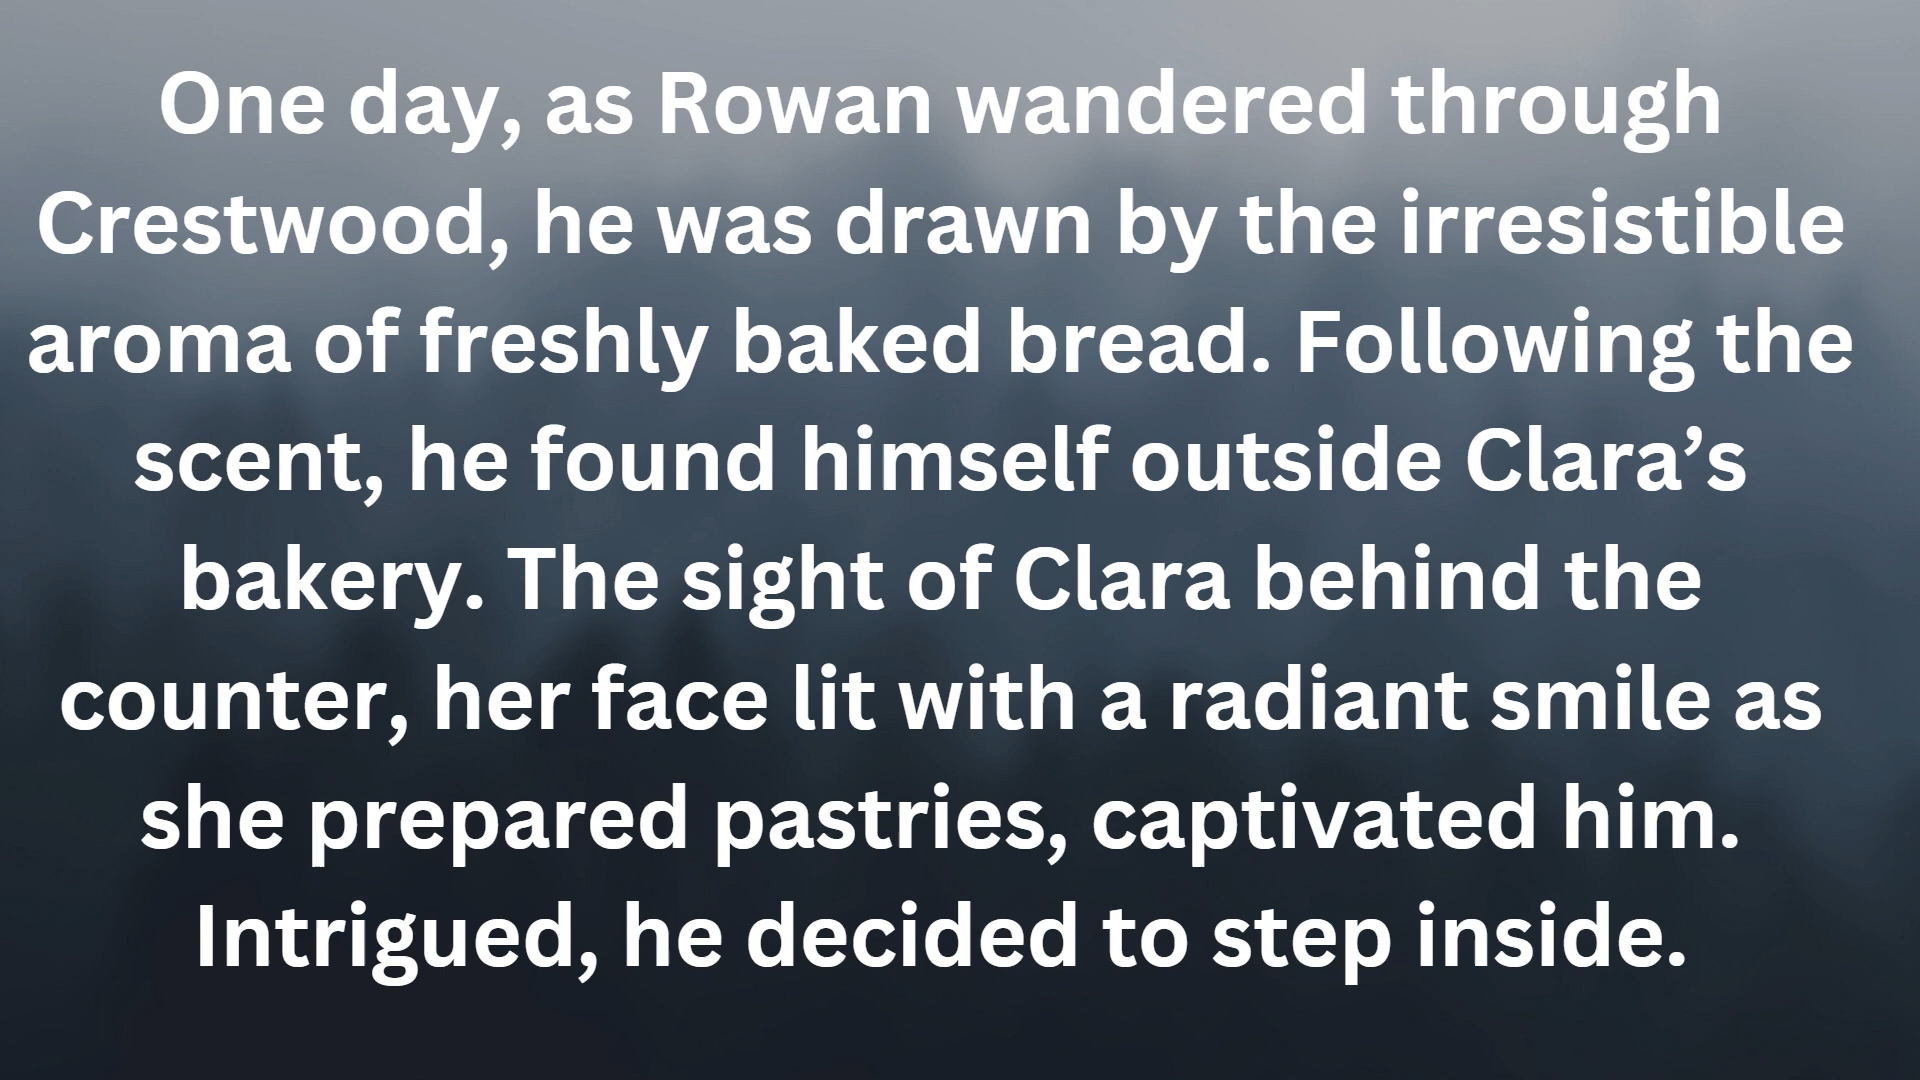 One day, as Rowan wandered through
Crestwood, he was drawn by the irresistible
aroma of freshly baked bread. Following the
scent, he found himself outside Clara’s
bakery. The sight of Clara behind the
counter, her face lit with a radiant smile as
she prepared pastries, captivated him.
Intrigued, he decided to step inside.